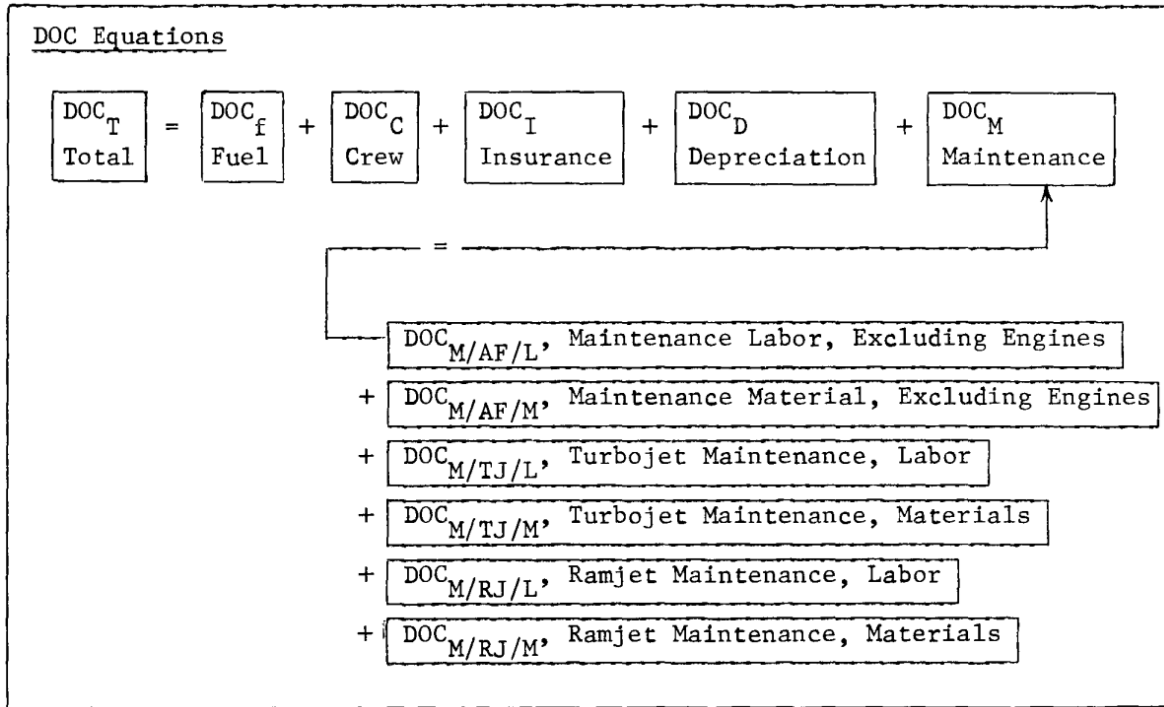 DOC Equations
DOC_T = DOC_f + DOC_C + DOC_I + DOC_D + DOC_M
Total Fuel Crew Insurance Depreciation Maintenance
=
DOC_M/AF/L, Maintenance Labor, Excluding Engines
+ DOC_M/AF/M, Maintenance Material, Excluding Engines
+ DOC_M/TJ/L, Turbojet Maintenance, Labor
+ DOC_M/TJ/M, Turbojet Maintenance, Materials
+ DOC_M/RJ/L, Ramjet Maintenance, Labor
+ DOC_M/RJ/M, Ramjet Maintenance, Materials